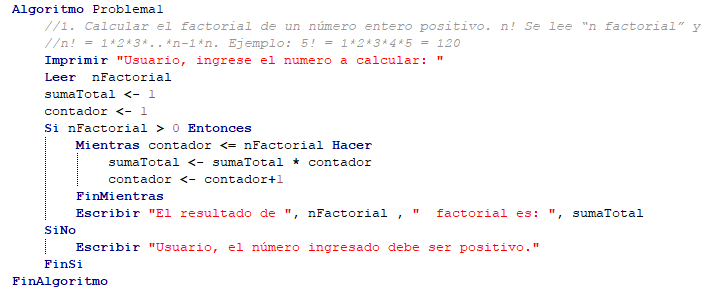 Algoritmo Problema1
//1. Calcular el factorial de un número entero positivo. n! Se lee “n factorial” y
//n! = 1*2*3*..*n-1*n. Ejemplo: 5! = 1*2*3*4*5 = 120
Imprimir "Usuario, ingrese el numero a calcular: "
Leer nFactorial
sumaTotal <- 1
contador <- 1
Si nFactorial > 0 Entonces
Mientras contador <= nFactorial Hacer
sumaTotal <- sumaTotal * contador
contador <- contador+1
FinMientras
Escribir "El resultado de ", nFactorial , "  factorial es: ", sumaTotal
SiNo
Escribir "Usuario, el número ingresado debe ser positivo."
FinSi
FinAlgoritmo